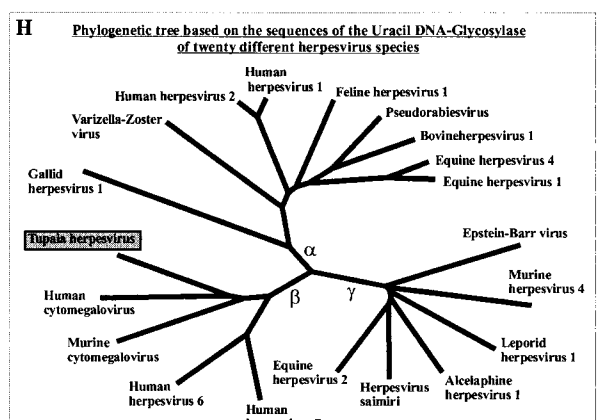 H
Phylogenetic tree based on the sequences of the Uracil DNA-Glycosylase
of twenty different herpesvirus species
Human
herpesvirus 1
Human herpesvirus 2
Feline herpesvirus 1
Pseudorabiesvirus
Varizella-Zoster
virus
Bovineherpesvirus 1
Equine herpesvirus 4
Gallid
herpesvirus 1
Equine herpesvirus 1
Tupaia herpesvirus
α
Epstein-Barr virus
β
γ
Murine
herpesvirus 4
Human
cytomegalovirus
Murine
cytomegalovirus
Leporid
herpesvirus 1
Equine
herpesvirus 2
Human
herpesvirus 6
Herpesvirus
saimiri
Alcelaphine
herpesvirus 1
Human